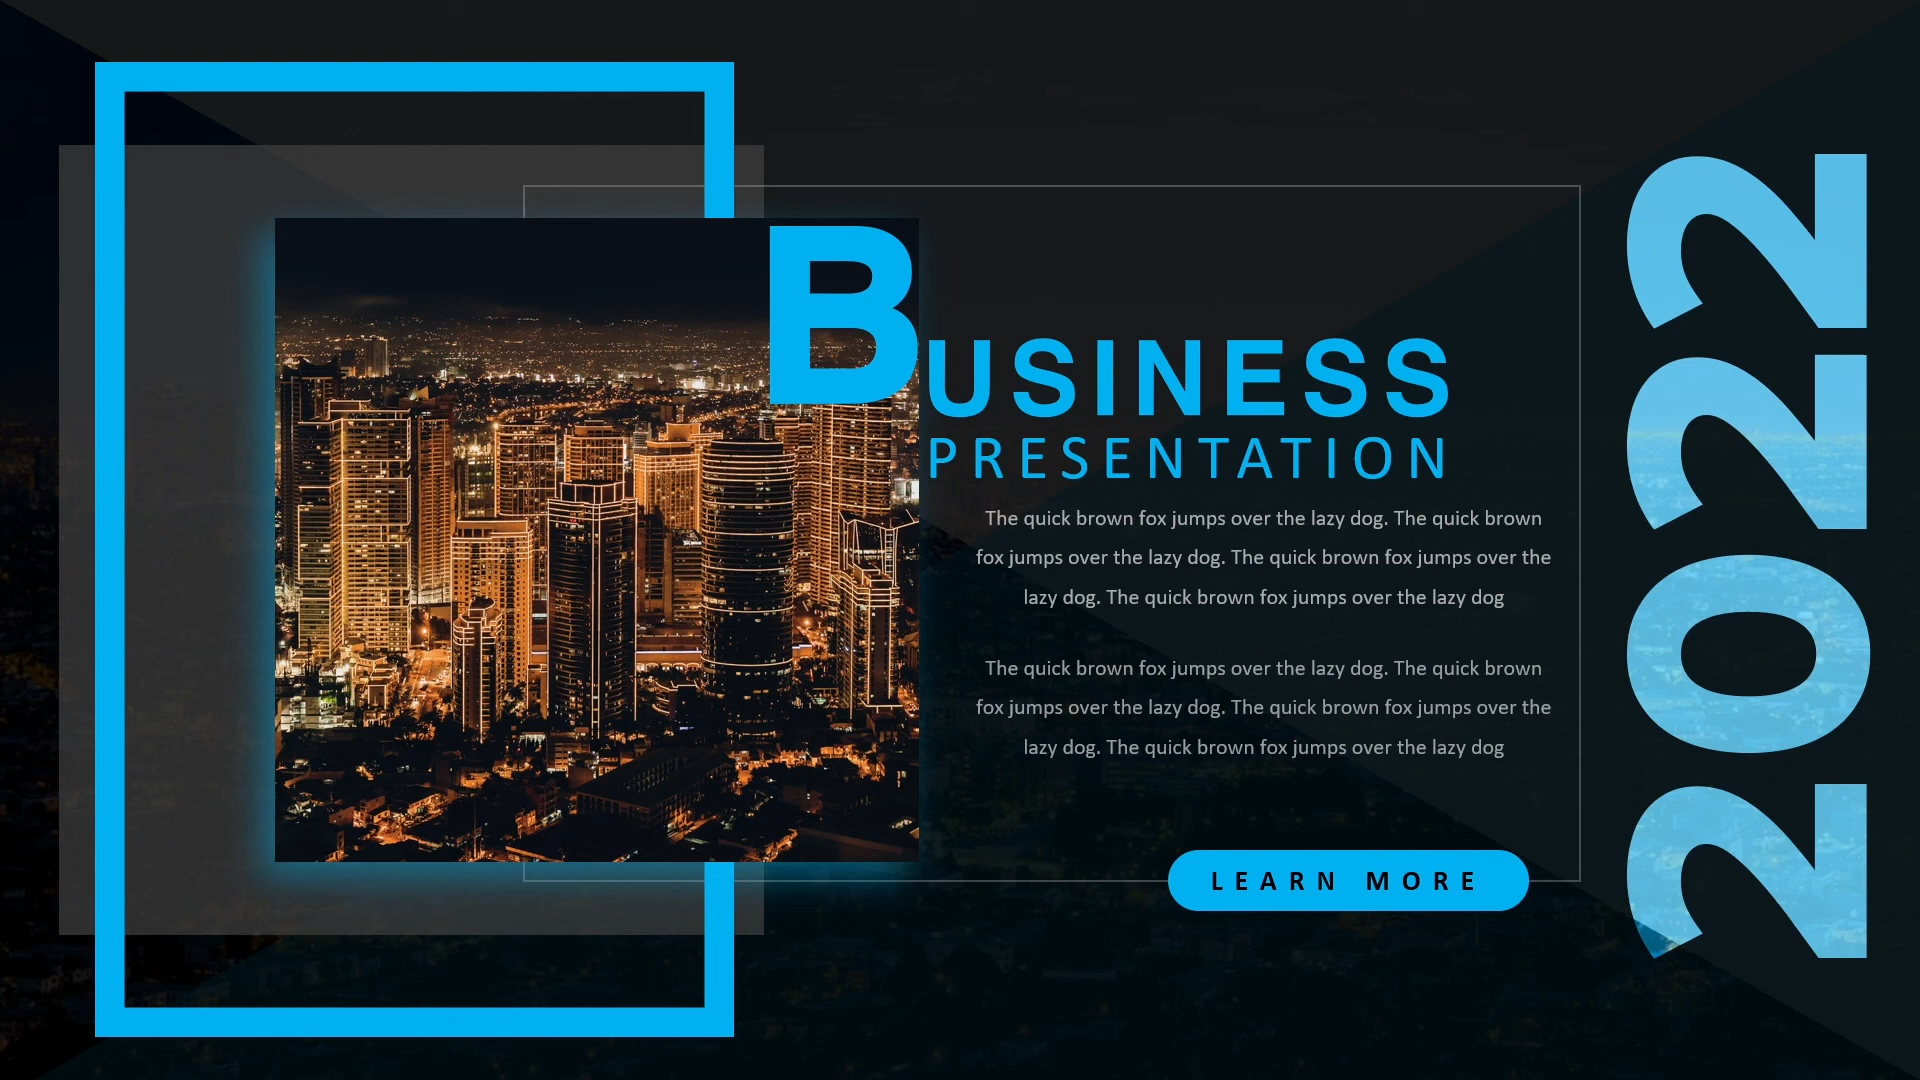 BUSINESS
PRESENTATION
The quick brown fox jumps over the lazy dog. The quick brown
fox jumps over the lazy dog. The quick brown fox jumps over the
lazy dog. The quick brown fox jumps over the lazy dog
The quick brown fox jumps over the lazy dog. The quick brown
fox jumps over the lazy dog. The quick brown fox jumps over the
lazy dog. The quick brown fox jumps over the lazy dog
LEARN MORE
2022